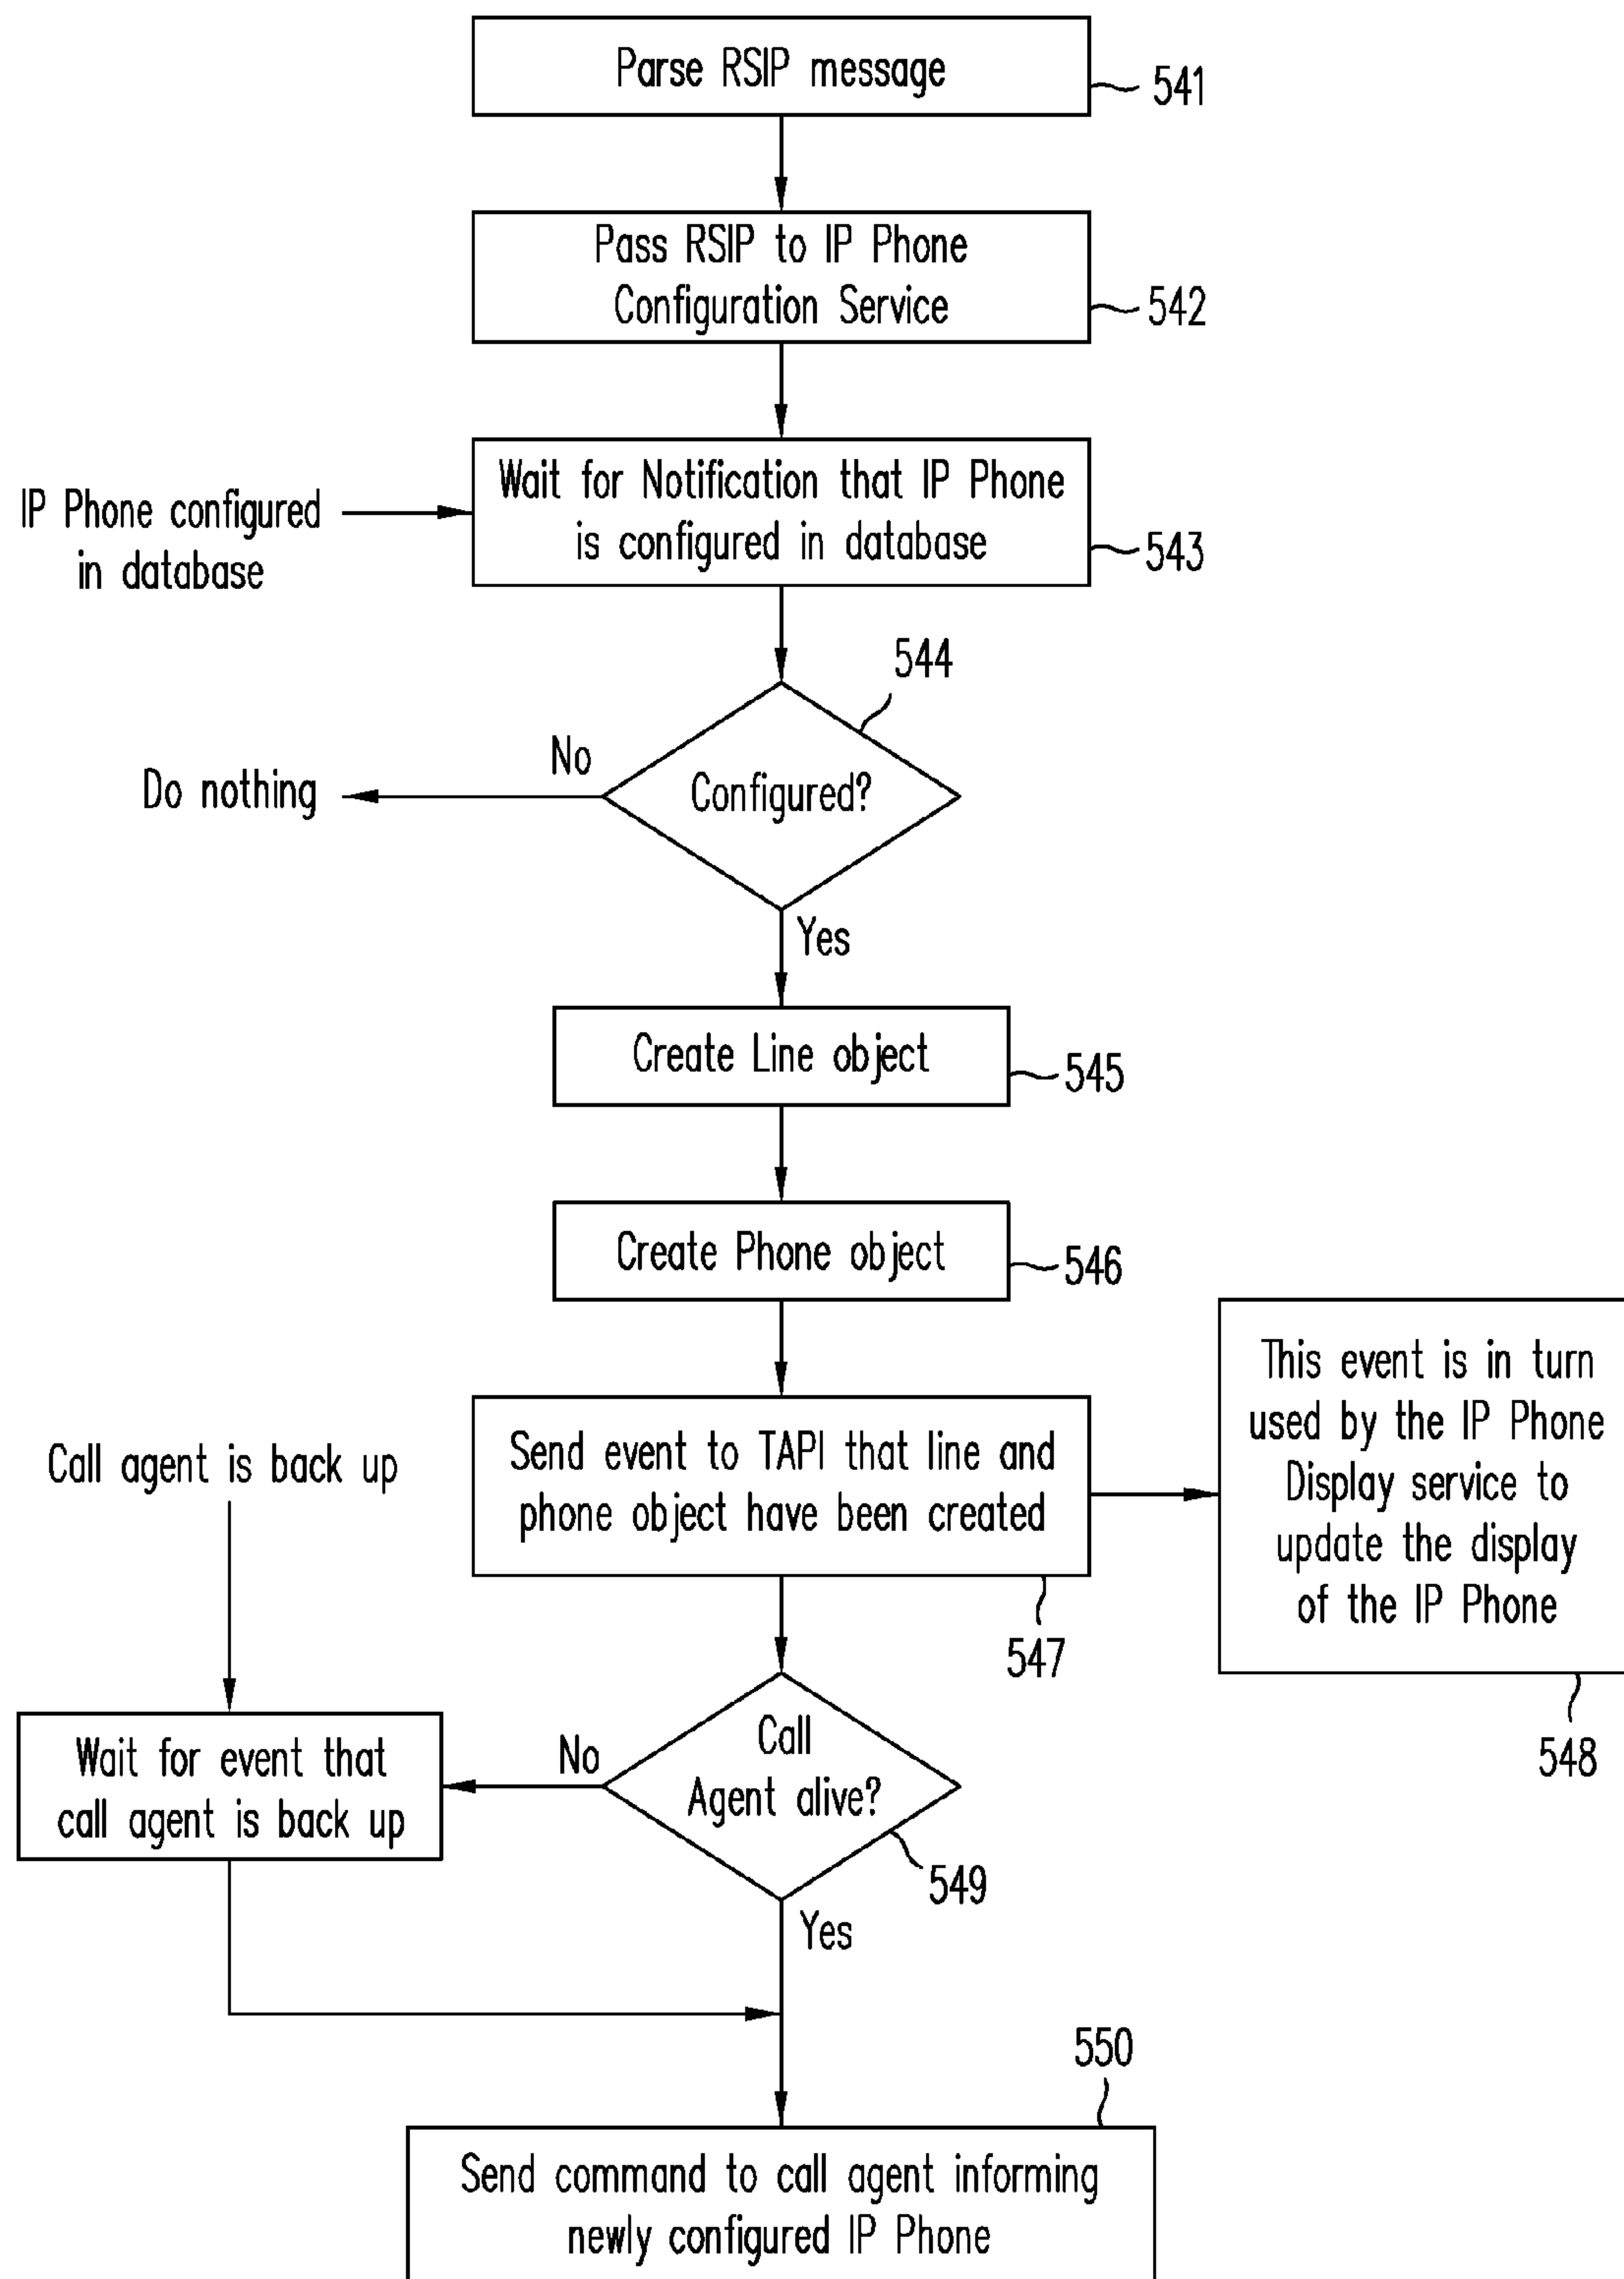 Parse RSIP message
541
Pass RSIP to IP Phone
Configuration Service
542
Wait for Notification that IP Phone
is configured in database
543
IP Phone configured
in database
544
Configured?
No
Do nothing
Yes
Create Line object
545
Create Phone object
546
Send event to TAPI that line and
phone object have been created
547
This event is in turn
used by the IP Phone
Display service to
update the display
of the IP Phone
548
Call agent is back up
Wait for event that
call agent is back up
No
Call
Agent alive?
549
Yes
550
Send command to call agent informing
newly configured IP Phone